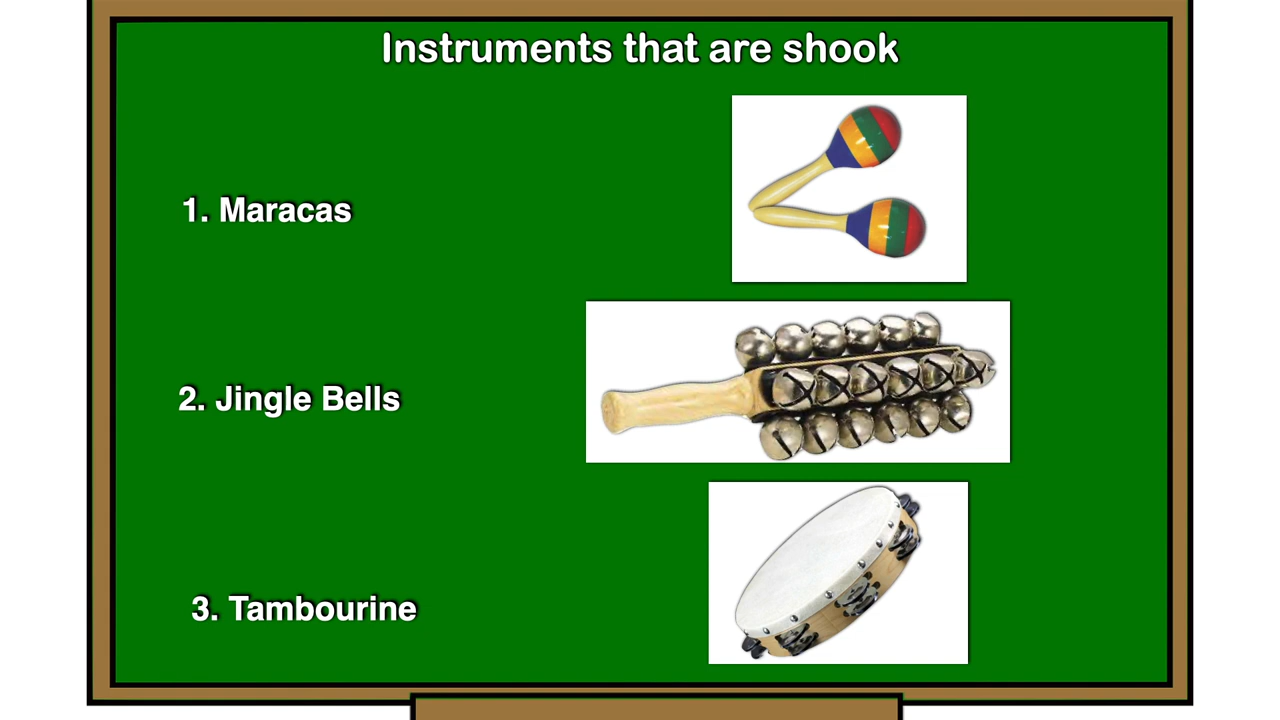 Instruments that are shook
1. Maracas
2. Jingle Bells
3. Tambourine